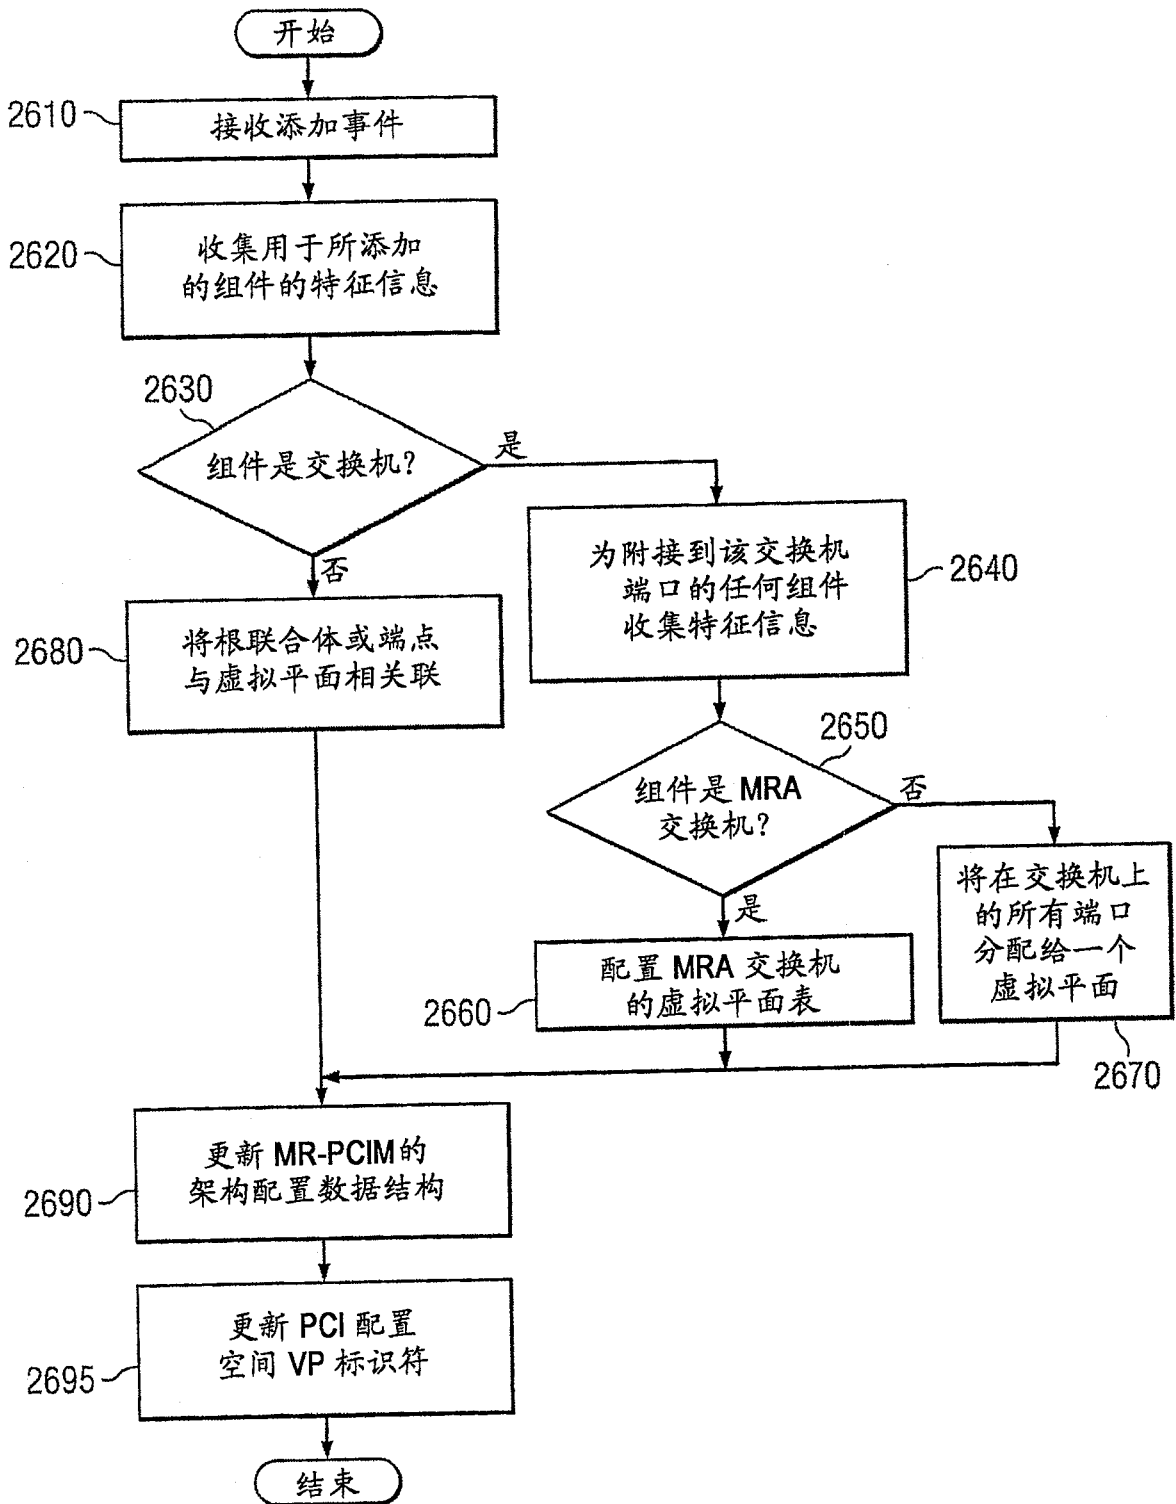 开始
2610
接收添加事件
2620
收集用于所添加
的组件的特征信息
2630
组件是交换机?
是
否
为附接到该交换机
端口的任何组件
收集特征信息
2640
2680
将根联合体或端点
与虚拟平面相关联
2650
组件是 MRA
交换机?
否
是
将在交换机上
的所有端口
分配给一个
虚拟平面
2670
配置 MRA 交换机
的虚拟平面表
2660
更新 MR-PCIM 的
架构配置数据结构
2690
更新 PCI 配置
空间 VP 标识符
2695
结束